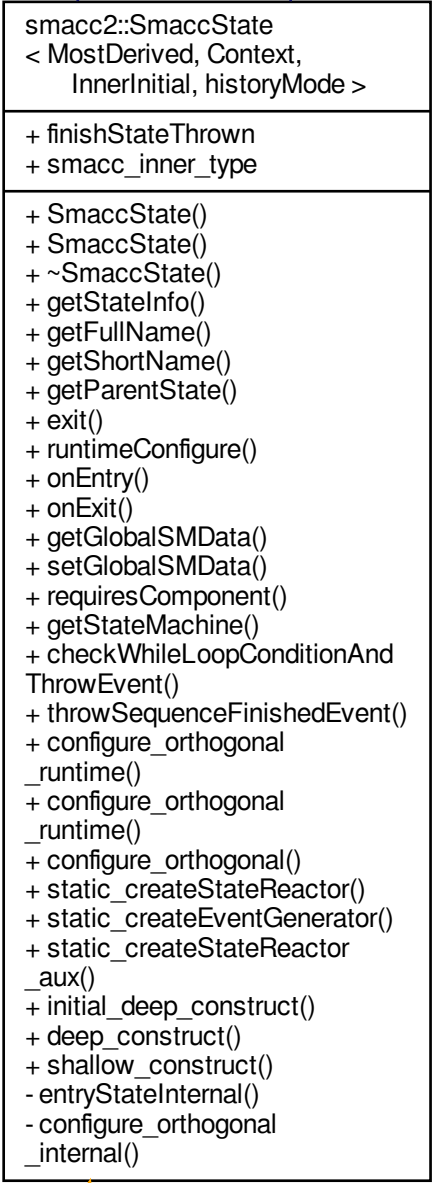 smacc2::SmaccState
< MostDerived, Context,
InnerInitial, historyMode >
+ finishStateThrown
+ smacc_inner_type
+ SmaccState()
+ SmaccState()
+ ~SmaccState()
+ getStateInfo()
+ getFullName()
+ getShortName()
+ getParentState()
+ exit()
+ runtimeConfigure()
+ onEntry()
+ onExit()
+ getGlobalSMData()
+ setGlobalSMData()
+ requiresComponent()
+ getStateMachine()
+ checkWhileLoopConditionAnd
ThrowEvent()
+ throwSequenceFinishedEvent()
+ configure_orthogonal
_runtime()
+ configure_orthogonal
_runtime()
+ configure_orthogonal()
+ static_createStateReactor()
+ static_createEventGenerator()
+ static_createStateReactor
_aux()
+ initial_deep_construct()
+ deep_construct()
+ shallow_construct()
- entryStateInternal()
- configure_orthogonal
_internal()